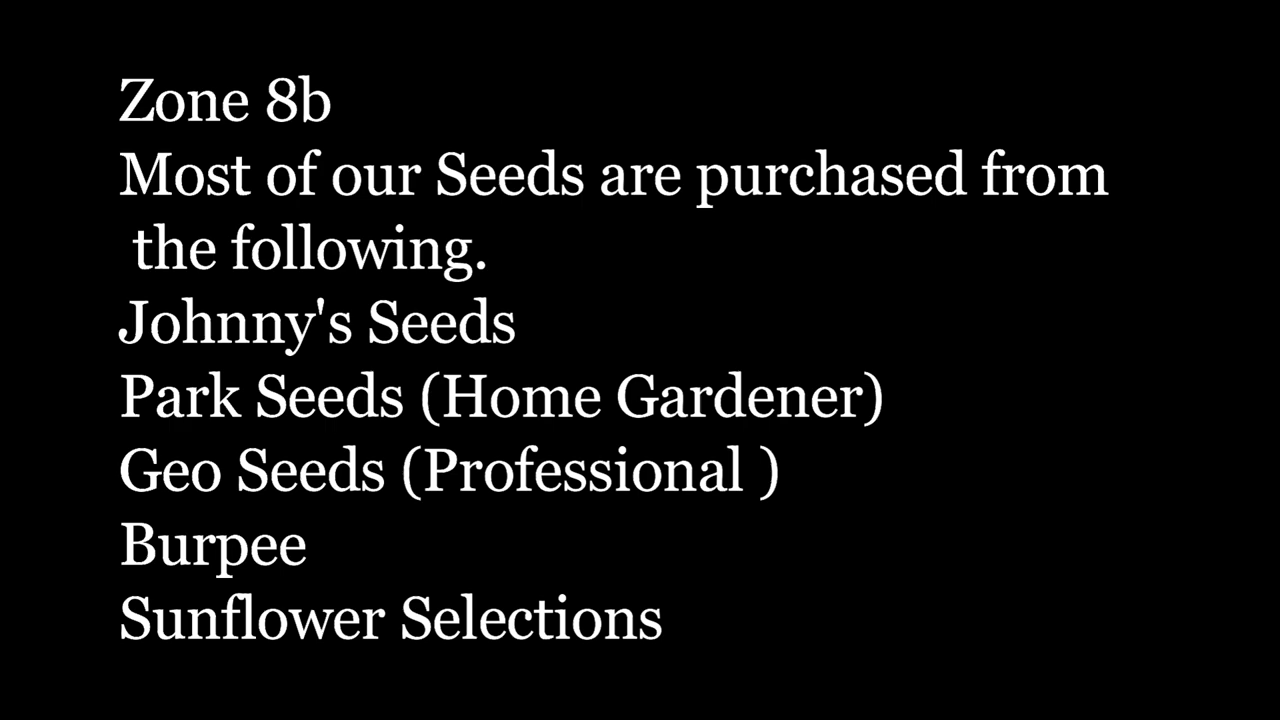 Zone 8b
Most of our Seeds are purchased from
the following.
Johnny's Seeds
Park Seeds (Home Gardener)
Geo Seeds (Professional )
Burpee
Sunflower Selections